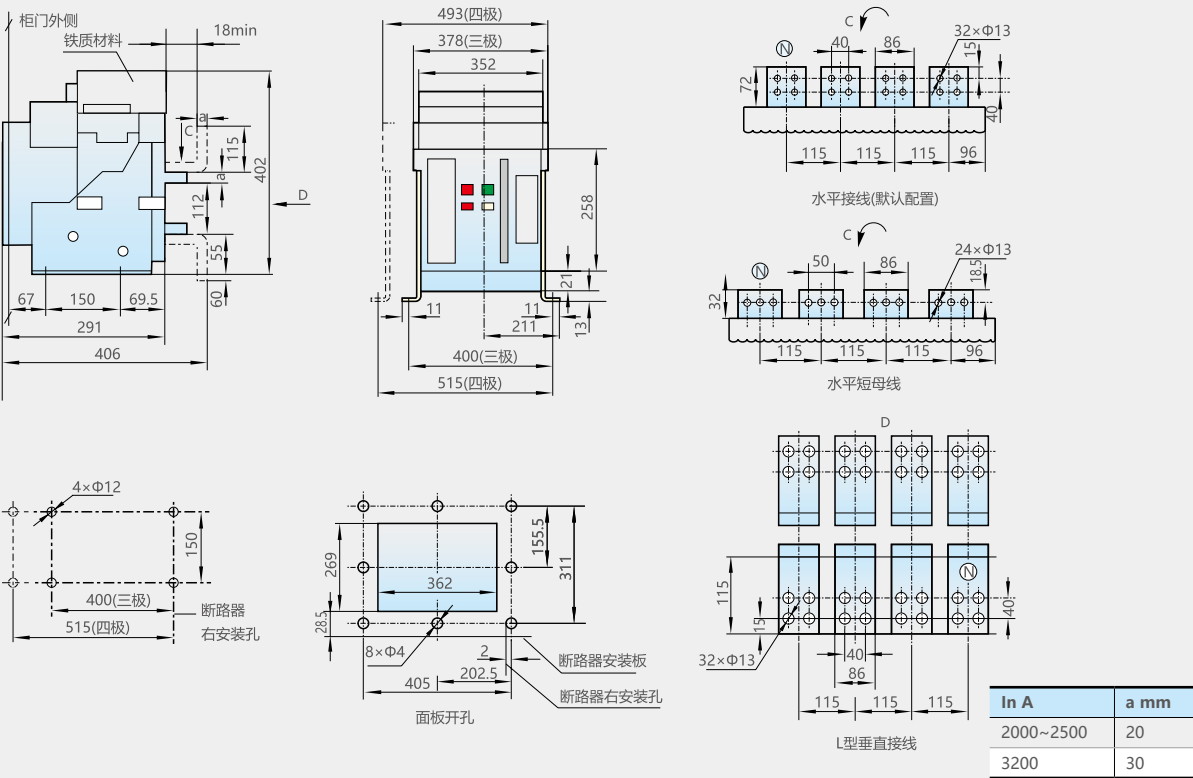 柜门外侧
铁质材料
18min
a
C
115
402
a
D
112
55
60
67
150
69.5
291
406
493(四极)
378(三极)
352
258
21
11
11
211
13
400(三极)
515(四极)
C
N
40
86
32×Φ13
15
72
40
115
115
115
96
水平接线(默认配置)
C
N
50
86
24×Φ13
18.5
32
115
115
115
96
水平短母线
4×Φ12
150
400(三极)
515(四极)
断路器
右安装孔
269
362
155.5
311
28.5
8×Φ4
2
202.5
405
断路器安装板
断路器右安装孔
面板开孔
D
N
115
15
40
32×Φ13
40
86
115
115
115
L型垂直接线
In A a mm
2000~2500 20
3200 30